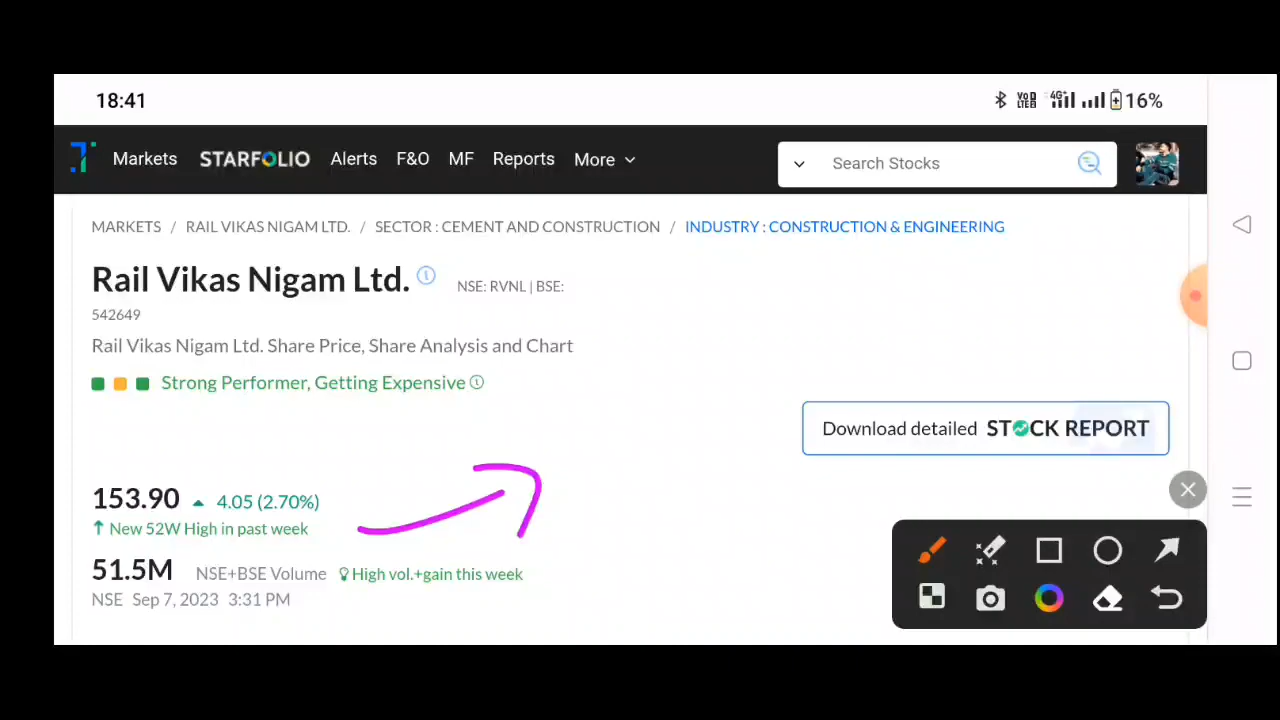 18:41 VoD LTEB 4G+ 16%
Markets STARFOLIO Alerts F&O MF Reports More Search Stocks
MARKETS / RAIL VIKAS NIGAM LTD. / SECTOR : CEMENT AND CONSTRUCTION / INDUSTRY : CONSTRUCTION & ENGINEERING
Rail Vikas Nigam Ltd. NSE: RVNL | BSE:
542649
Rail Vikas Nigam Ltd. Share Price, Share Analysis and Chart
Strong Performer, Getting Expensive
Download detailed STOCK REPORT
153.90 4.05 (2.70%)
New 52W High in past week
51.5M NSE+BSE Volume High vol.+gain this week
NSE Sep 7, 2023 3:31 PM